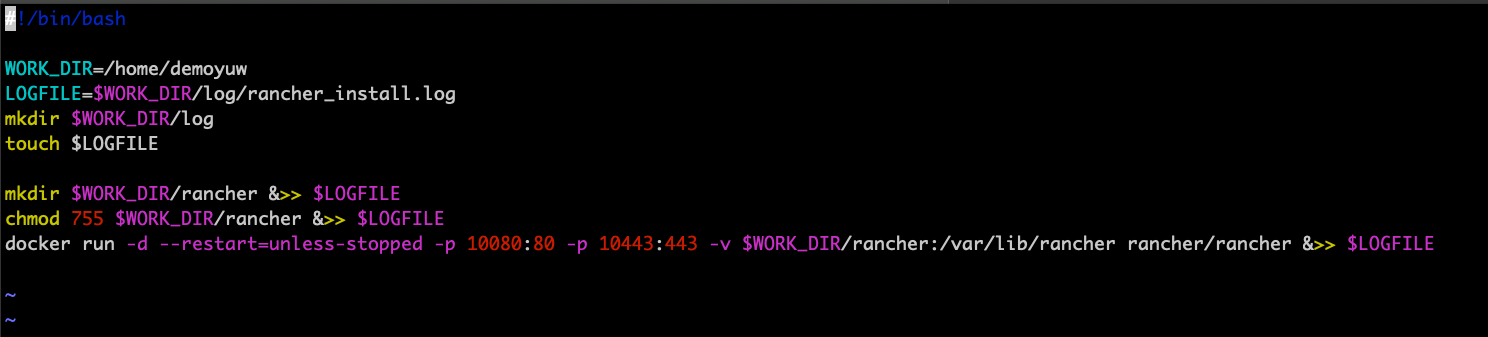 #!/bin/bash
WORK_DIR=/home/demoyuw
LOGFILE=$WORK_DIR/log/rancher_install.log
mkdir $WORK_DIR/log
touch $LOGFILE
mkdir $WORK_DIR/rancher &>> $LOGFILE
chmod 755 $WORK_DIR/rancher &>> $LOGFILE
docker run -d --restart=unless-stopped -p 10080:80 -p 10443:443 -v $WORK_DIR/rancher:/var/lib/rancher rancher/rancher &>> $LOGFILE
~
~